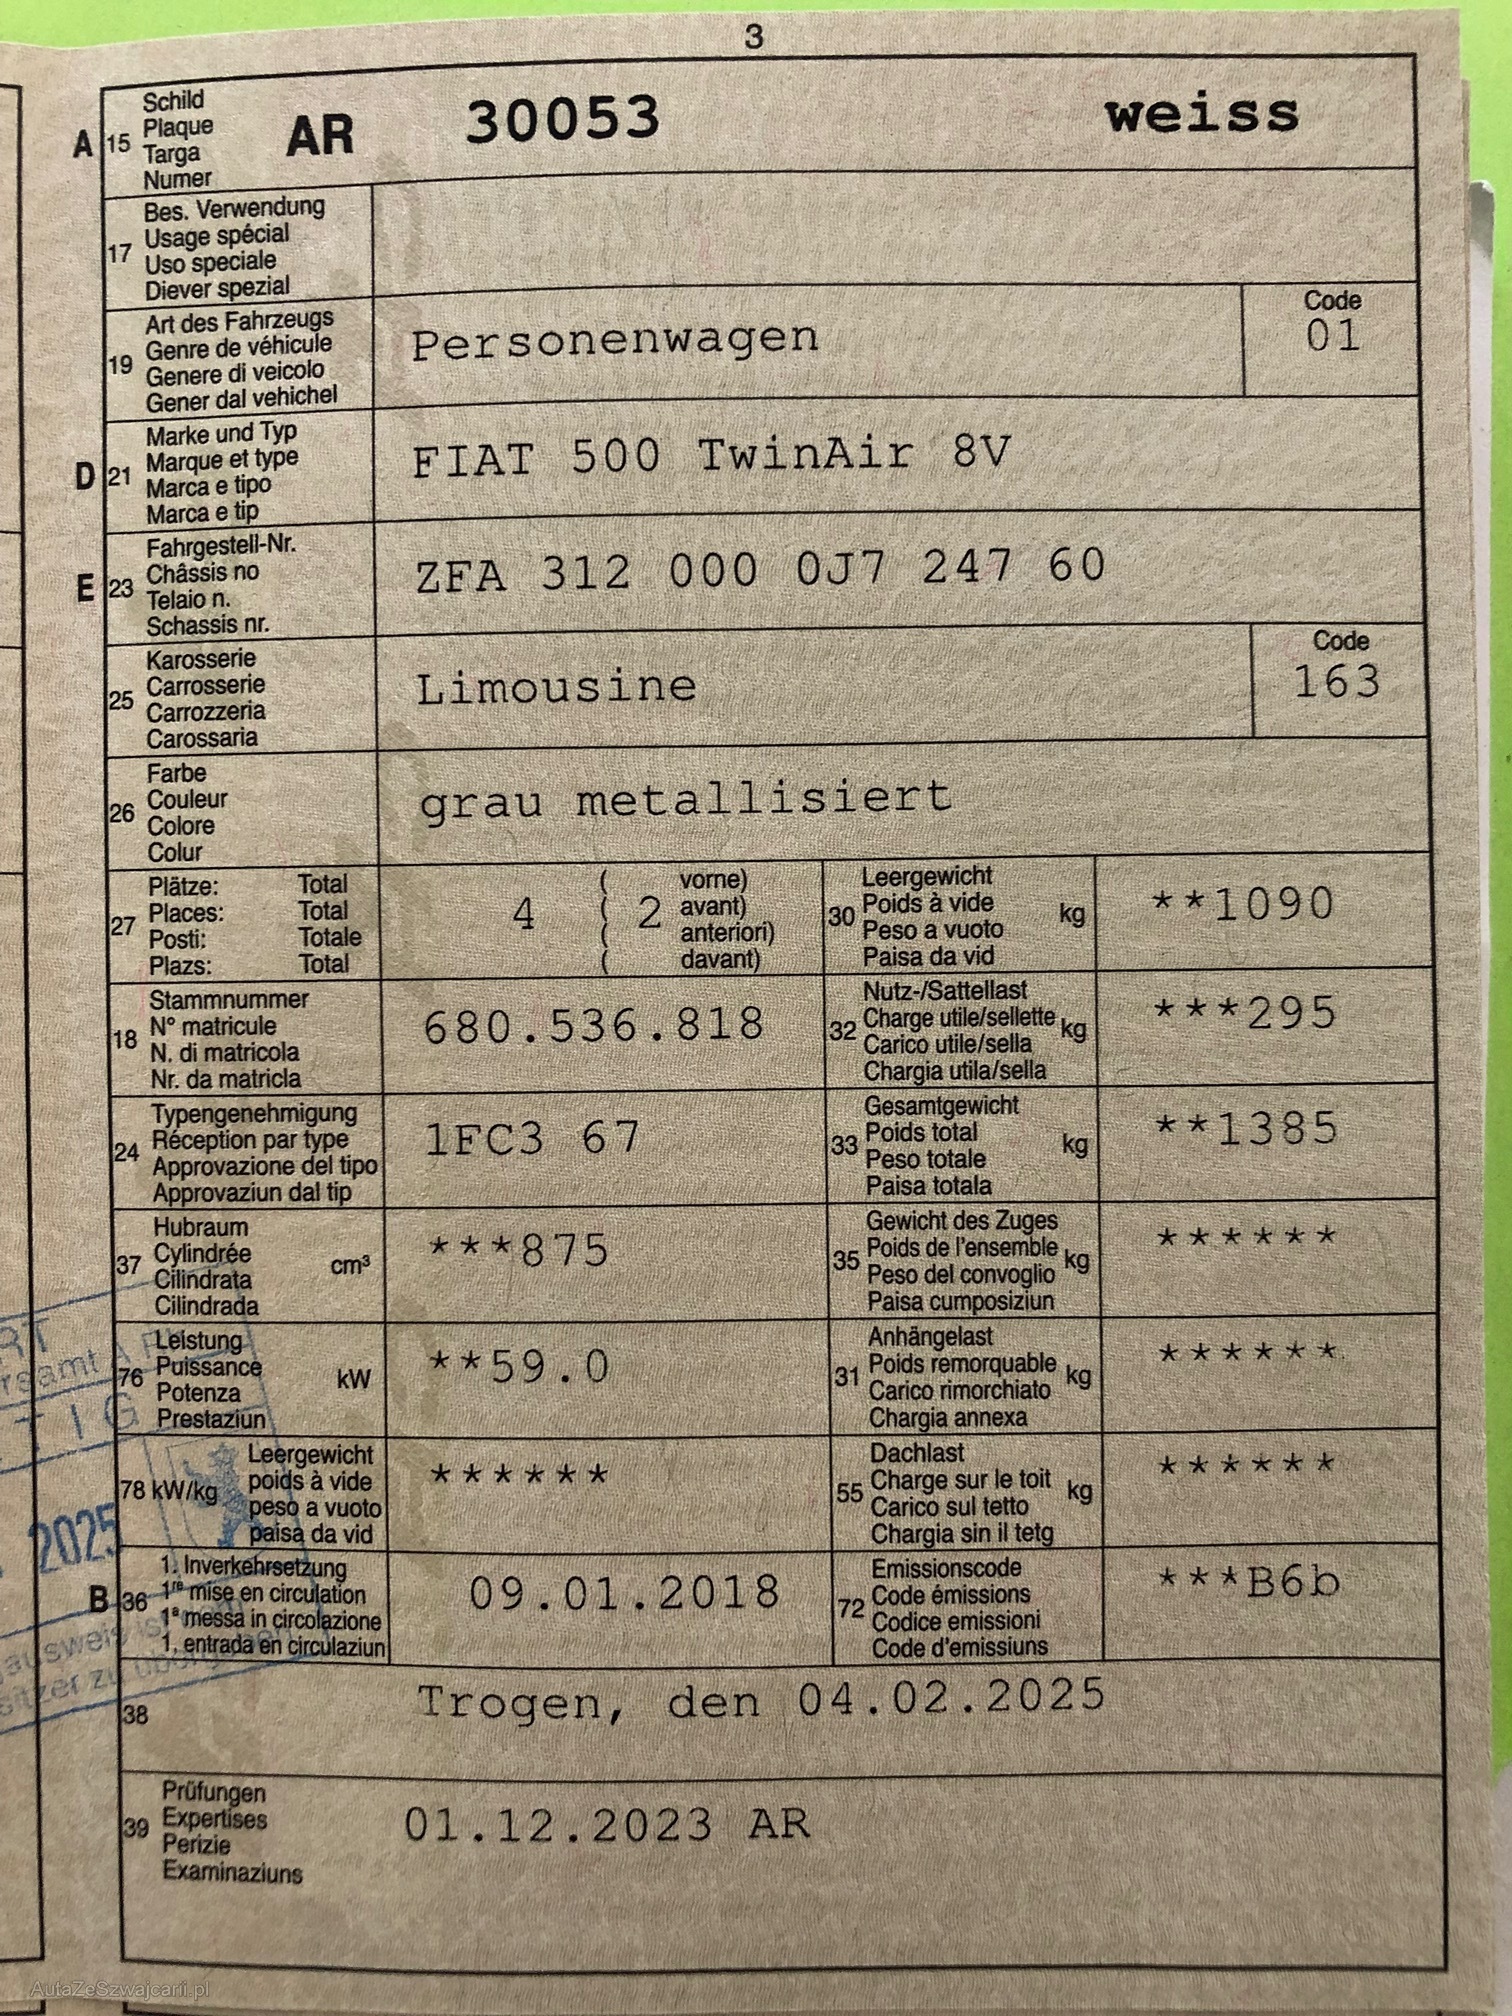 3
A 15 Schild Plaque Targa Numer AR 30053 weiss
17 Bes. Verwendung
Usage spécial
Uso speciale
Diever spezial
19 Art des Fahrzeugs
Genre de véhicule
Genere di veicolo
Gener dal vehichel
Personenwagen
Code
01
D 21 Marke und Typ
Marque et type
Marca e tipo
Marca e tip
FIAT 500 TwinAir 8V
E 23 Fahrgestell-Nr.
Châssis no
Telaio n.
Schassis nr.
ZFA 312 000 0J7 247 60
25 Karosserie
Carrosserie
Carrozzeria
Carossaria
Limousine
Code
163
26 Farbe
Couleur
Colore
Colur
grau metallisiert
27 Plätze: Total
Places: Total
Posti: Totale
Plazs: Total
4 ( 2 vorne)
( avant)
( anteriori)
( davant)
30 Leergewicht
Poids à vide
Peso a vuoto
Paisa da vid
kg
**1090
18 Stammnummer
N° matricule
N. di matricola
Nr. da matricla
680.536.818
32 Nutz-/Sattellast
Charge utile/sellette
Carico utile/sella
Chargia utila/sella
kg
***295
24 Typengenehmigung
Réception par type
Approvazione del tipo
Approvaziun dal tip
1FC3 67
33 Gesamtgewicht
Poids total
Peso totale
Paisa totala
kg
**1385
37 Hubraum
Cylindrée
Cilindrata
Cilindrada
cm³
***875
35 Gewicht des Zuges
Poids de l'ensemble
Peso del convoglio
Paisa cumposiziun
kg
******
76 Leistung
Puissance
Potenza
Prestaziun
kW
**59.0
31 Anhängelast
Poids remorquable
Carico rimorchiato
Chargia annexa
kg
******
78 kW/kg Leergewicht
poids à vide
peso a vuoto
paisa da vid
******
55 Dachlast
Charge sur le toit
Carico sul tetto
Chargia sin il tetg
kg
******
B 36 1. Inverkehrsetzung
1re mise en circulation
1a messa in circolazione
1. entrada en circulaziun
09.01.2018
72 Emissionscode
Code émissions
Codice emissioni
Code d'emissiuns
***B6b
38 Trogen, den 04.02.2025
39 Prüfungen
Expertises
Perizie
Examinaziuns
01.12.2023 AR
2025
AutaZeSzwajcarii.pl